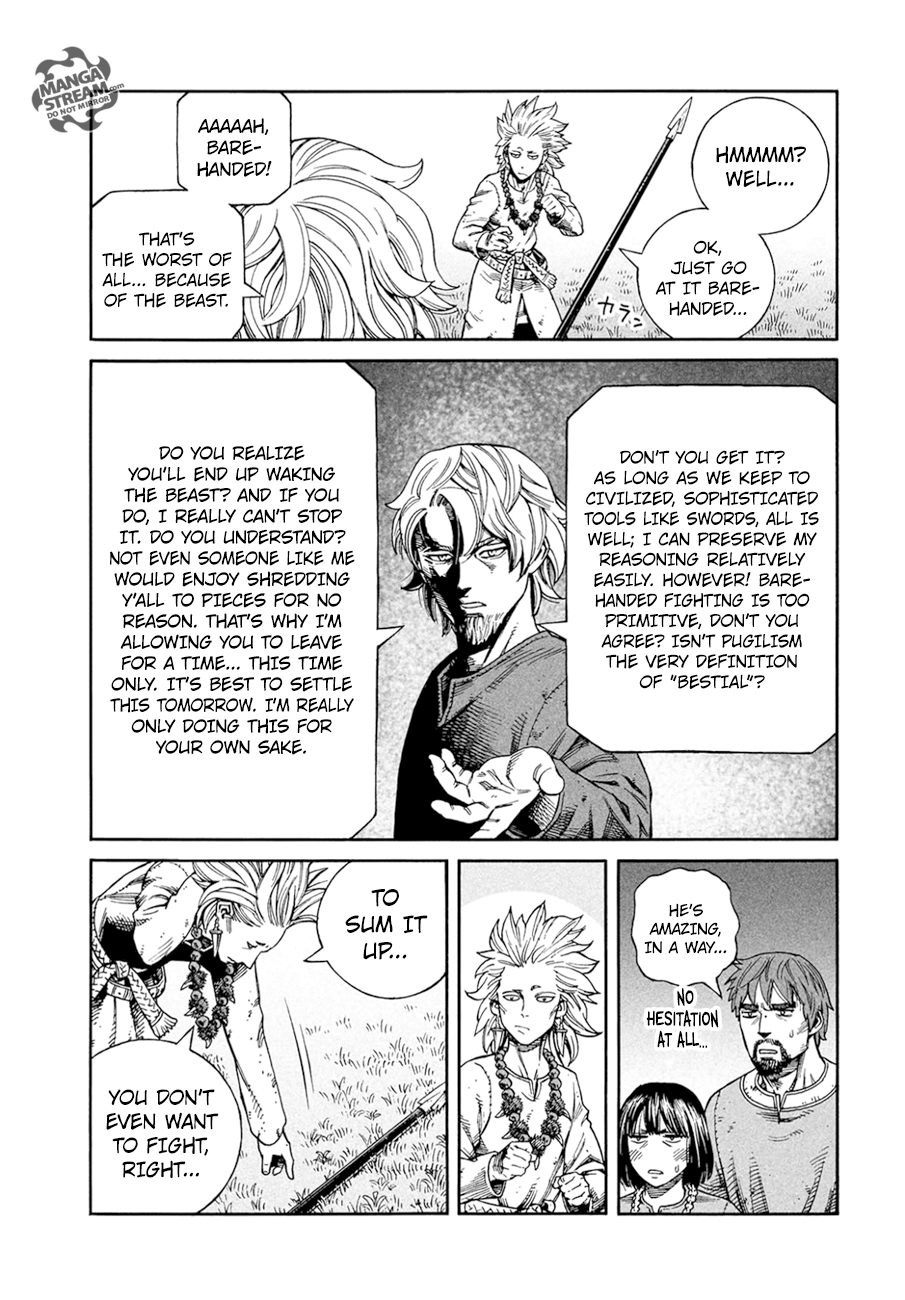 MANGA
STREAM.com
DO NOT MIRROR
HMMMM?
WELL...
OK,
JUST GO
AT IT BARE-
HANDED...
カラン
AAAAAH,
BARE-
HANDED!
THAT'S
THE WORST OF
ALL... BECAUSE
OF THE BEAST.
DON'T YOU GET IT?
AS LONG AS WE KEEP TO
CIVILIZED, SOPHISTICATED
TOOLS LIKE SWORDS, ALL IS
WELL; I CAN PRESERVE MY
REASONING RELATIVELY
EASILY. HOWEVER! BARE-
HANDED FIGHTING IS TOO
PRIMITIVE, DON'T YOU
AGREE? ISN'T PUGILISM
THE VERY DEFINITION
OF "BESTIAL"?
DO YOU REALIZE
YOU'LL END UP WAKING
THE BEAST? AND IF YOU
DO, I REALLY CAN'T STOP
IT. DO YOU UNDERSTAND?
NOT EVEN SOMEONE LIKE ME
WOULD ENJOY SHREDDING
Y'ALL TO PIECES FOR NO
REASON. THAT'S WHY I'M
ALLOWING YOU TO LEAVE
FOR A TIME... THIS TIME
ONLY. IT'S BEST TO SETTLE
THIS TOMORROW. I'M REALLY
ONLY DOING THIS FOR
YOUR OWN SAKE.
HE'S
AMAZING,
IN A WAY...
NO
HESITATION
AT ALL...
TO
SUM IT
UP...
YOU DON'T
EVEN WANT
TO FIGHT,
RIGHT...